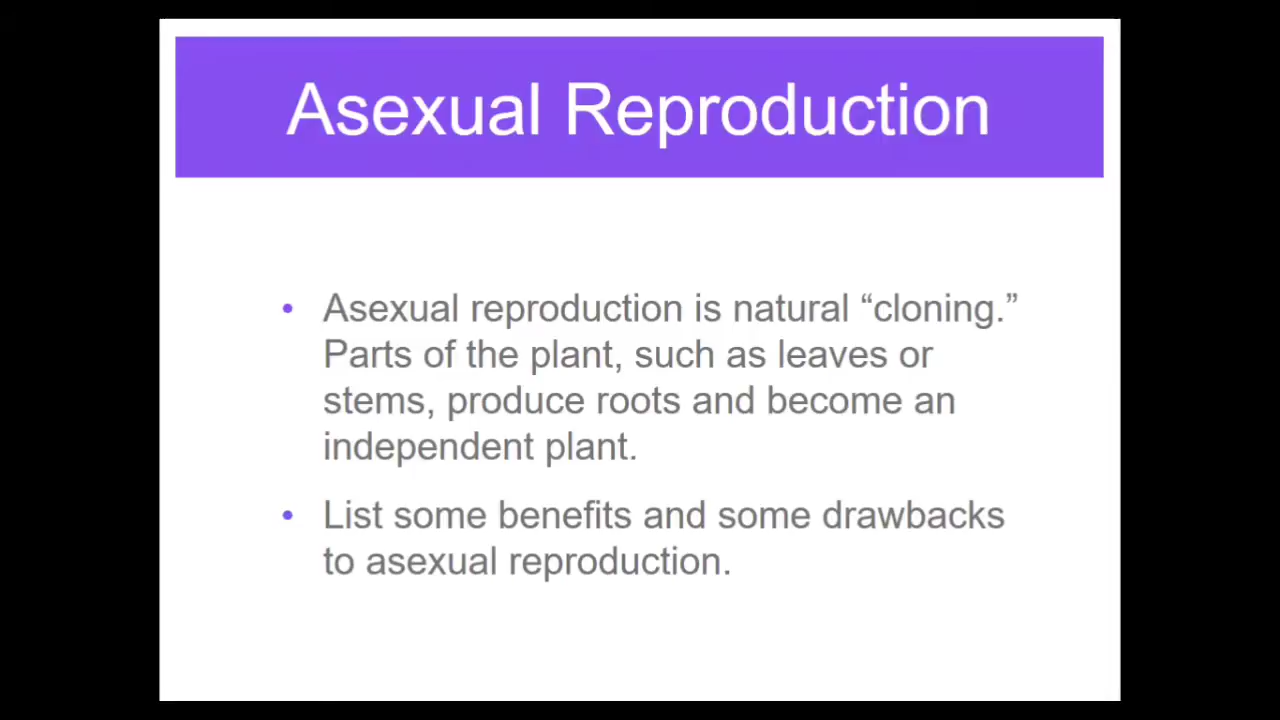 Asexual Reproduction
• Asexual reproduction is natural “cloning.”
Parts of the plant, such as leaves or
stems, produce roots and become an
independent plant.
• List some benefits and some drawbacks
to asexual reproduction.